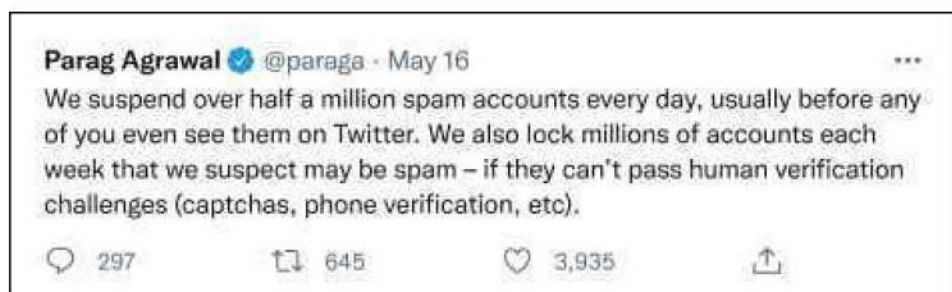 Parag Agrawal @paraga · May 16
We suspend over half a million spam accounts every day, usually before any
of you even see them on Twitter. We also lock millions of accounts each
week that we suspect may be spam – if they can't pass human verification
challenges (captchas, phone verification, etc).
297 645 3,935